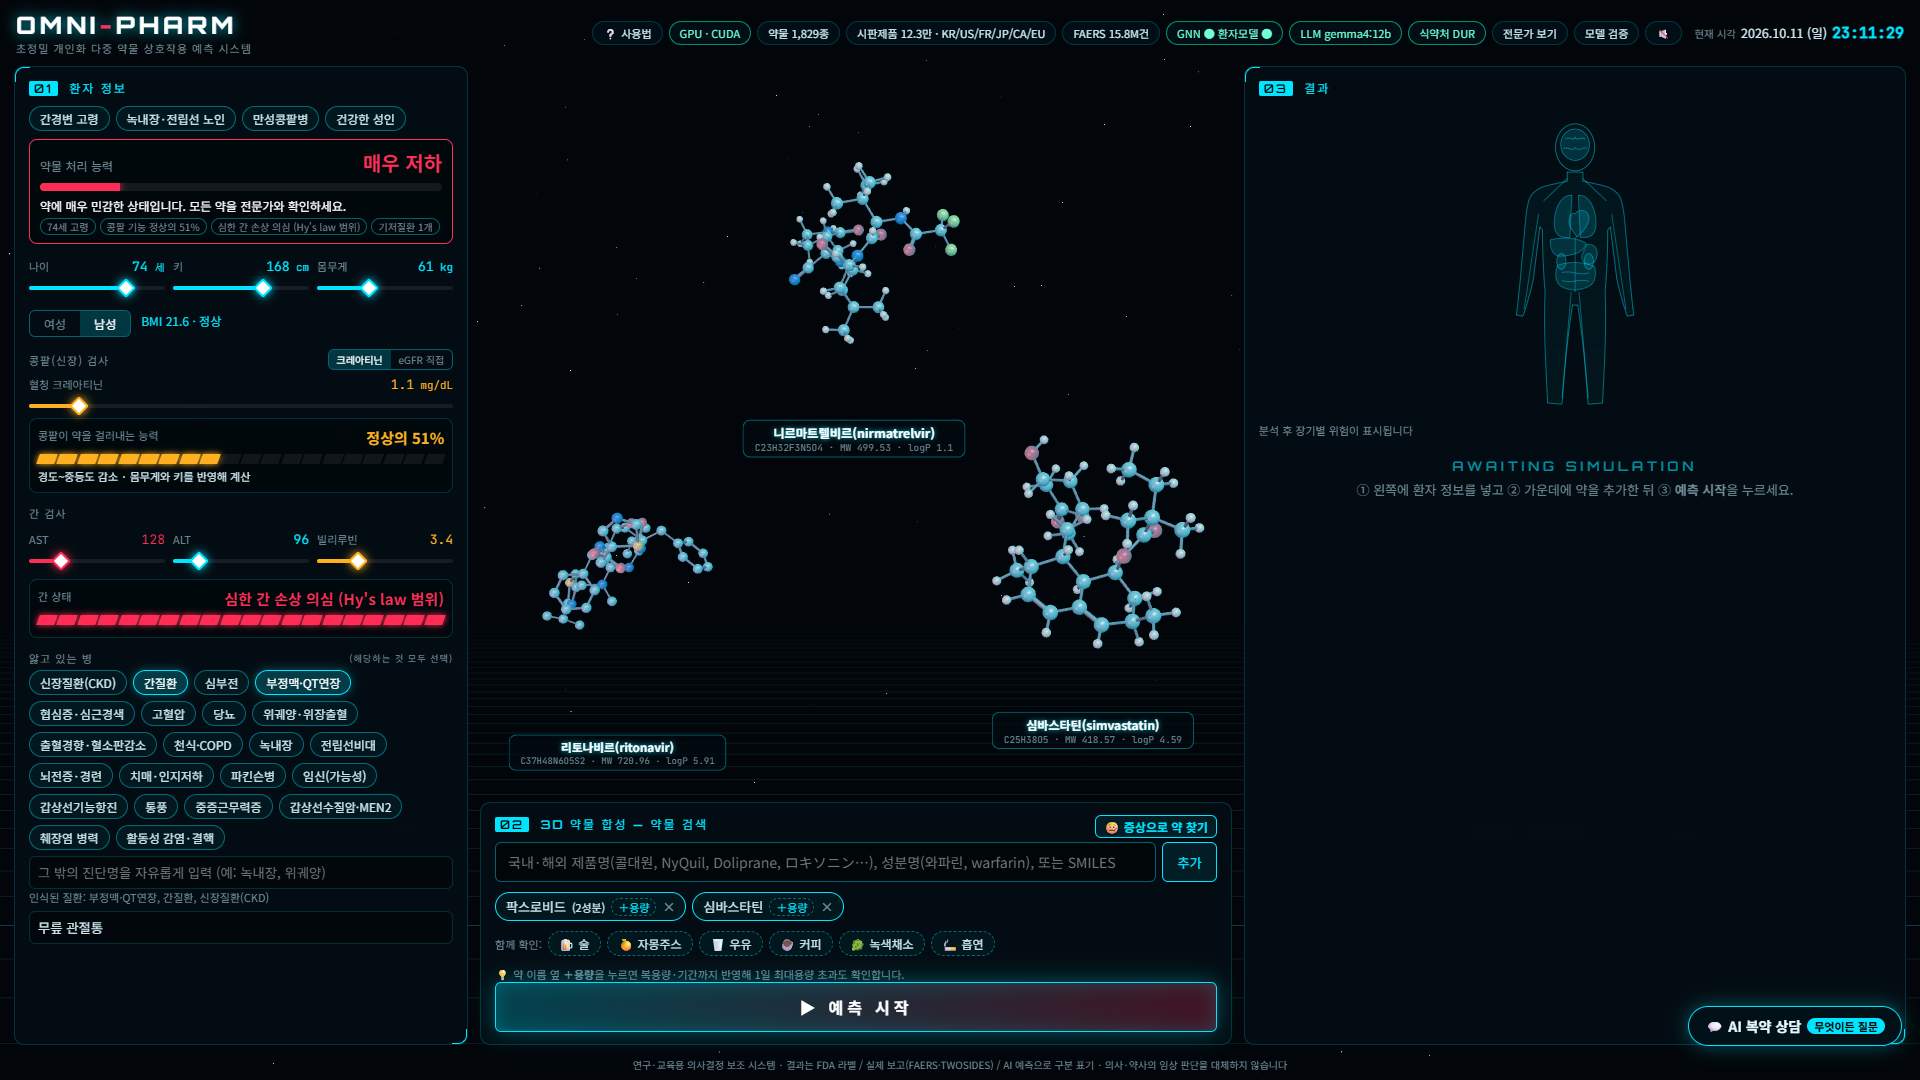 OMNI-PHARM
초정밀 개인화 다중 약물 상호작용 예측 시스템
? 사용법
GPU · CUDA
약물 1,829종
시판제품 12.3만 · KR/US/FR/JP/CA/EU
FAERS 15.8M건
GNN 환자모델
LLM gemma4:12b
식약처 DUR
전문가 보기
모델 검증
현재 시각 2026.10.11 (일) 23:11:29
01 환자 정보
간경변 고령
녹내장·전립선 노인
만성콩팥병
건강한 성인
약물 처리 능력 매우 저하
약에 매우 민감한 상태입니다. 모든 약을 전문가와 확인하세요.
74세 고령
콩팥 기능 정상의 51%
심한 간 손상 의심 (Hy's law 범위)
기저질환 1개
나이 74 세
키 168 cm
몸무게 61 kg
여성 남성 BMI 21.6 · 정상
콩팥(신장) 검사 크레아티닌 eGFR 직접
혈청 크레아티닌 1.1 mg/dL
콩팥이 약을 걸러내는 능력 정상의 51%
경도~중등도 감소 · 몸무게와 키를 반영해 계산
간 검사
AST 128
ALT 96
빌리루빈 3.4
간 상태 심한 간 손상 의심 (Hy's law 범위)
앓고 있는 병 (해당하는 것 모두 선택)
신장질환(CKD) 간질환 심부전 부정맥·QT연장
협심증·심근경색 고혈압 당뇨 위궤양·위장출혈
출혈경향·혈소판감소 천식·COPD 녹내장 전립선비대
뇌전증·경련 치매·인지저하 파킨슨병 임신(가능성)
갑상선기능항진 통풍 중증근무력증 갑상선수질암·MEN2
췌장염 병력 활동성 감염·결핵
그 밖의 진단명을 자유롭게 입력 (예: 녹내장, 위궤양)
인식된 질환: 부정맥·QT연장, 간질환, 신장질환(CKD)
무릎 관절통
니르마트렐비르(nirmatrelvir)
C23H32F3N5O4 · MW 499.53 · logP 1.1
리토나비르(ritonavir)
C37H48N6O5S2 · MW 720.96 · logP 5.91
심바스타틴(simvastatin)
C25H38O5 · MW 418.57 · logP 4.59
02 3D 약물 합성 — 약물 검색
증상으로 약 찾기
국내·해외 제품명(콜대원, NyQuil, Doliprane, ロキソニン…), 성분명(와파린, warfarin), 또는 SMILES
추가
팍스로비드 (2성분) +용량 ×
심바스타틴 +용량 ×
함께 확인: 술 자몽주스 우유 커피 녹색채소 흡연
약 이름 옆 +용량을 누르면 복용량·기간까지 반영해 1일 최대용량 초과도 확인합니다.
▶ 예측 시작
03 결과
분석 후 장기별 위험이 표시됩니다
AWAITING SIMULATION
① 왼쪽에 환자 정보를 넣고 ② 가운데에 약을 추가한 뒤 ③ 예측 시작을 누르세요.
AI 복약 상담 무엇이든 질문
연구·교육용 의사결정 보조 시스템 · 결과는 FDA 라벨 / 실제 보고(FAERS·TWOSIDES) / AI 예측으로 구분 표기 · 의사·약사의 임상 판단을 대체하지 않습니다